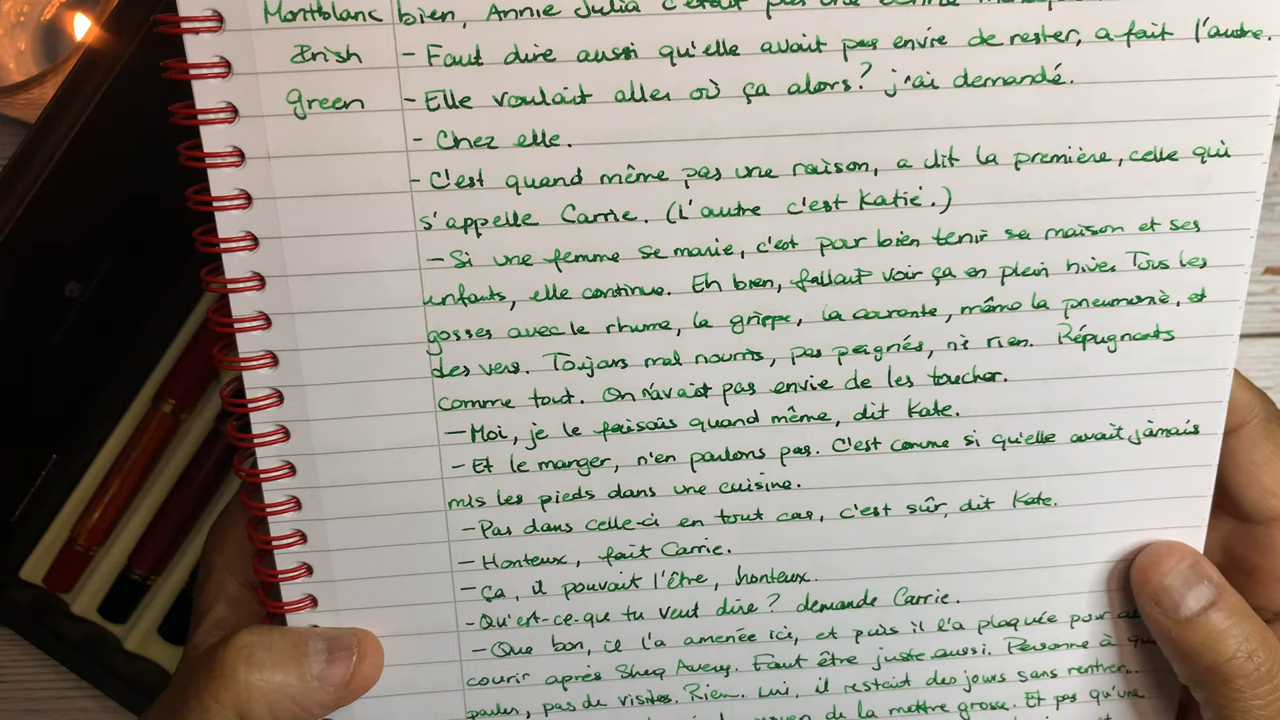 Montblanc bien, Annie Julia c'était pas une bonne
Irish - Faut dire aussi qu'elle avait pas envie de rester, a fait l'autre.
green - Elle voulait aller où ça alors? j'ai demandé.
- Chez elle.
- C'est quand même pas une raison, a dit la première, celle qui
s'appelle Carrie. (L'autre c'est Katie.)
- Si une femme se marie, c'est pour bien tenir sa maison et ses
enfants, elle continue. Eh bien, fallait voir ça en plein hiver. Tous les
gosses avec le rhume, la grippe, la courante, même la pneumonie, et
des vers. Toujours mal nourris, pas peignés, ni rien. Répugnants
comme tout. On n'avait pas envie de les toucher.
- Moi, je le faisais quand même, dit Kate.
- Et le manger, n'en parlons pas. C'est comme si qu'elle avait jamais
mis les pieds dans une cuisine.
- Pas dans celle-ci en tout cas, c'est sûr, dit Kate.
- Honteux, fait Carrie.
- Ça, il pouvait l'être, honteux.
- Qu'est-ce-que tu veut dire? demande Carrie.
- Que bon, il l'a amenée ici, et puis il l'a plaquée pour
courir après Sheq Avery. Faut être juste aussi. Personne à
parler, pas de visites. Rien. Lui, il restait des jours sans rentrer..
moyen de la mettre grosse. Et pas qu'une